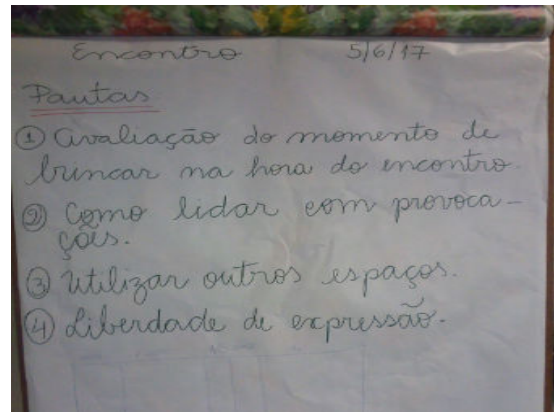 Encontro 5/6/17
Pautas
① Avaliação do momento de
brincar na hora do encontro.
② Como lidar com provoca-
ções.
③ Utilizar outros espaços.
④ Liberdade de expressão.